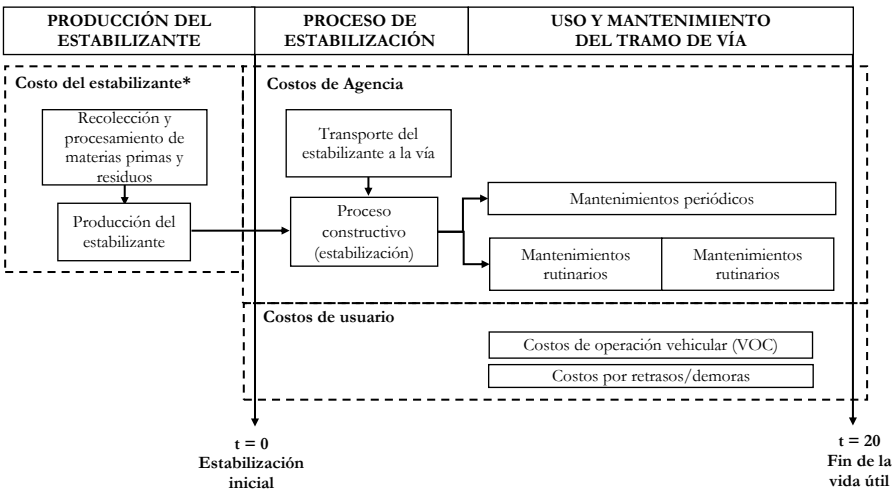 PRODUCCIÓN DEL
ESTABILIZANTE
PROCESO DE
ESTABILIZACIÓN
USO Y MANTENIMIENTO
DEL TRAMO DE VÍA
Costo del estabilizante*
Recolección y
procesamiento de
materias primas y
residuos
Producción del
estabilizante
Costos de Agencia
Transporte del
estabilizante a la vía
Proceso
constructivo
(estabilización)
Mantenimientos periódicos
Mantenimientos
rutinarios
Mantenimientos
rutinarios
Costos de usuario
Costos de operación vehicular (VOC)
Costos por retrasos/demoras
t = 0
Estabilización
inicial
t = 20
Fin de la
vida útil